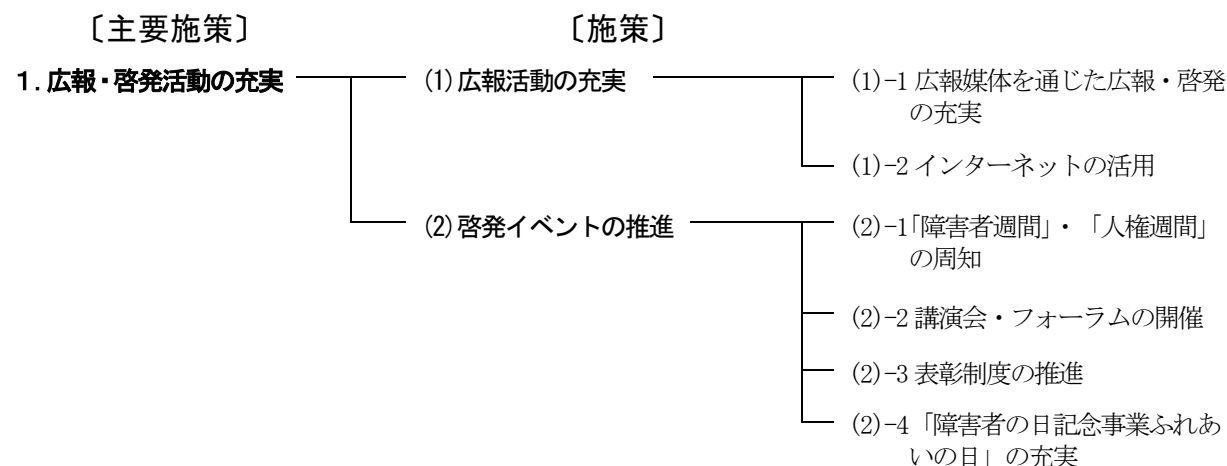 〔主要施策〕 〔施策〕
１.広報・啓発活動の充実 (1)広報活動の充実 (1)-1 広報媒体を通じた広報・啓発
の充実
(1)-2 インターネットの活用
(2)啓発イベントの推進 (2)-1「障害者週間」・「人権週間」
の周知
(2)-2 講演会・フォーラムの開催
(2)-3 表彰制度の推進
(2)-4「障害者の日記念事業ふれあ
いの日」の充実